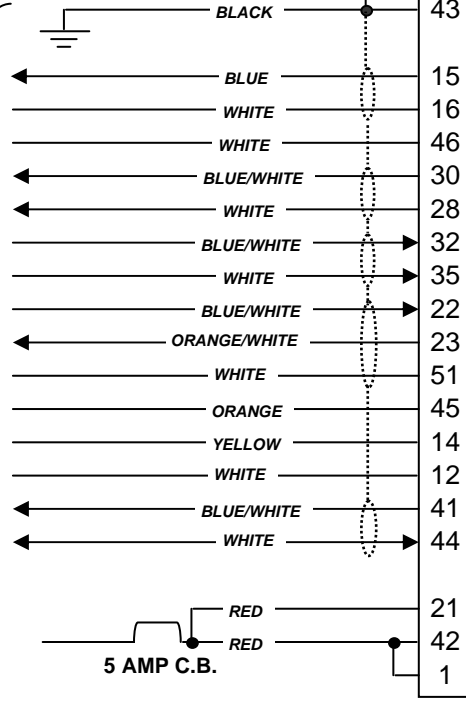 BLACK 43
BLUE 15
WHITE 16
WHITE 46
BLUE/WHITE 30
WHITE 28
BLUE/WHITE 32
WHITE 35
BLUE/WHITE 22
ORANGE/WHITE 23
WHITE 51
ORANGE 45
YELLOW 14
WHITE 12
BLUE/WHITE 41
WHITE 44
RED 21
RED 42
5 AMP C.B. 1